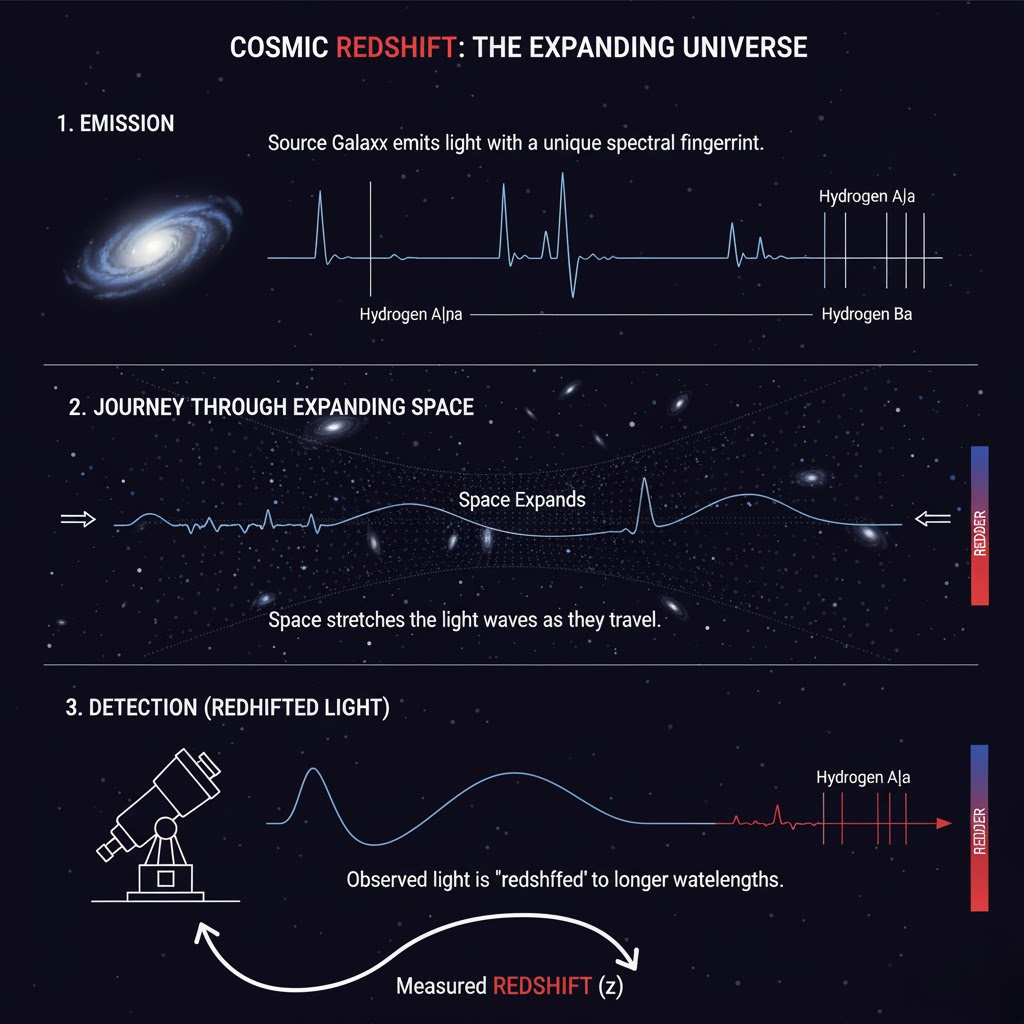 COSMIC REDSHIFT: THE EXPANDING UNIVERSE
1. EMISSION
Source Galaxx emits light with a unique spectral fingerrint.
Hydrogen A|a
Hydrogen A|na
Hydrogen Ba
2. JOURNEY THROUGH EXPANDING SPACE
Space Expands
REDDER
Space stretches the light waves as they travel.
3. DETECTION (REDHIFTED LIGHT)
Hydrogen A|a
REDDER
Observed light is "redshffed' to longer watelengths.
Measured REDSHIFT (z)